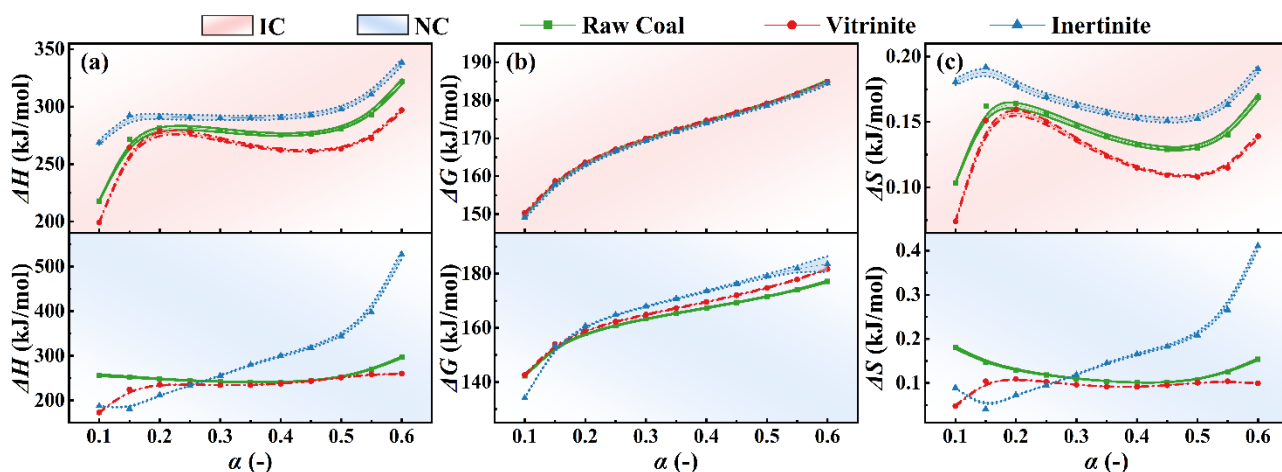 IC NC Raw Coal Vitrinite Inertinite
(a)
ΔH (kJ/mol)
350
300
250
200
ΔH (kJ/mol)
500
400
300
200
0.1 0.2 0.3 0.4 0.5 0.6
α (-)
(b)
ΔG (kJ/mol)
190
180
170
160
150
ΔG (kJ/mol)
180
160
140
0.1 0.2 0.3 0.4 0.5 0.6
α (-)
(c)
ΔS (kJ/mol)
0.20
0.15
0.10
ΔS (kJ/mol)
0.4
0.3
0.2
0.1
0.1 0.2 0.3 0.4 0.5 0.6
α (-)